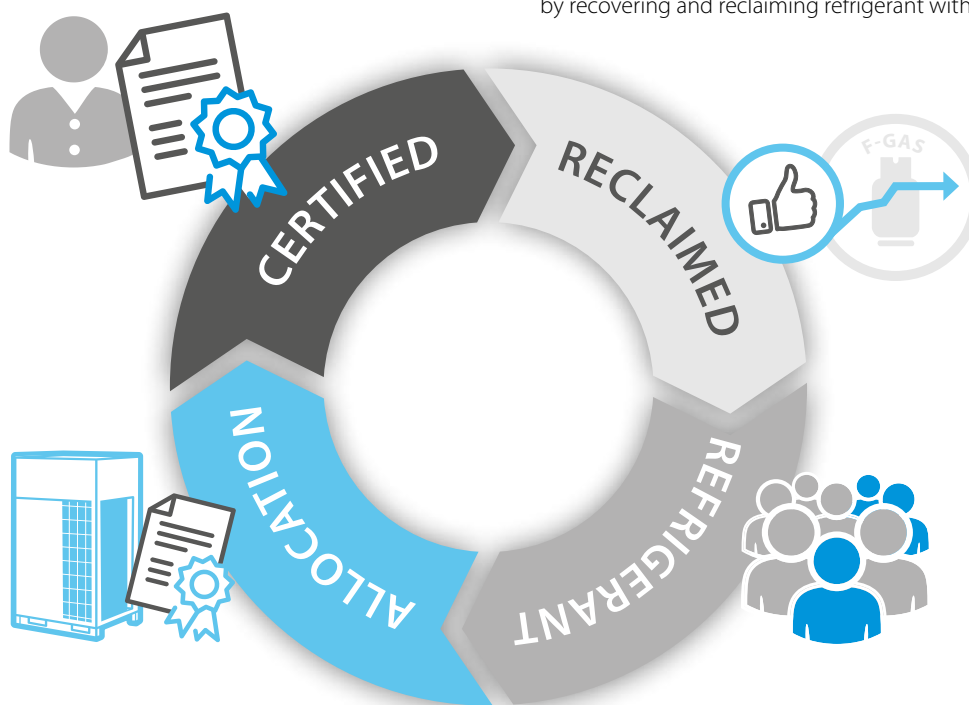 by recovering and reclaiming refrigerant with
CERTIFIED
RECLAIMED
F-GAS
REFRIGERANT
ALLOCATION